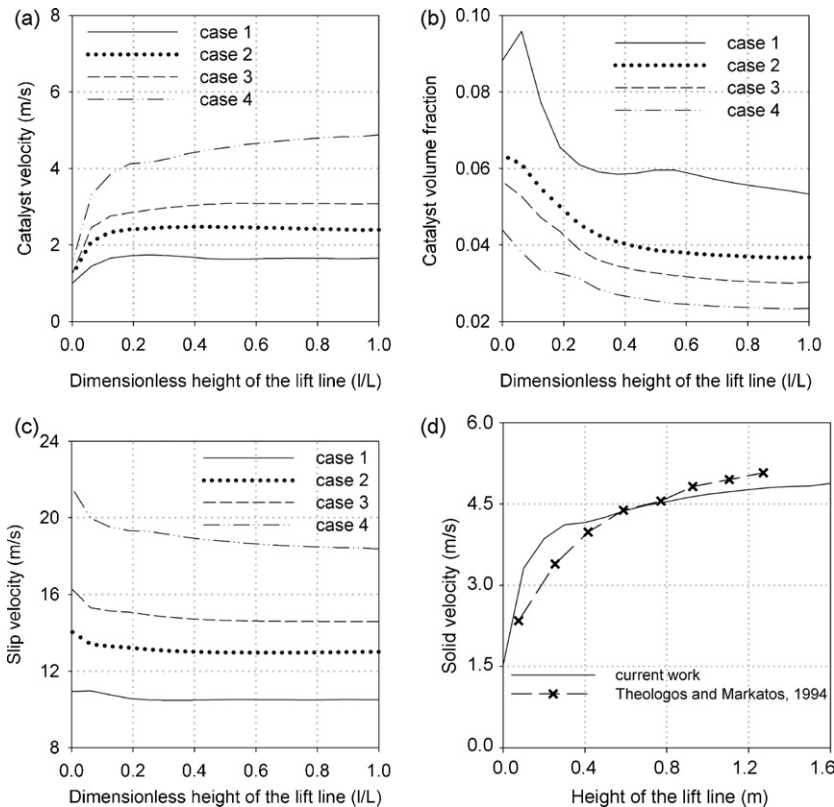 (a)
8
6
4
2
0
Catalyst velocity (m/s)
case 1
case 2
case 3
case 4
0.0 0.2 0.4 0.6 0.8 1.0
Dimensionless height of the lift line (l/L)
(b)
0.10
0.08
0.06
0.04
0.02
Catalyst volume fraction
case 1
case 2
case 3
case 4
0.0 0.2 0.4 0.6 0.8 1.0
Dimensionless height of the lift line (l/L)
(c)
24
20
16
12
8
Slip velocity (m/s)
case 1
case 2
case 3
case 4
0.0 0.2 0.4 0.6 0.8 1.0
Dimensionless height of the lift line (l/L)
(d)
6.0
4.5
3.0
1.5
0.0
Solid velocity (m/s)
current work
Theologos and Markatos, 1994
0.0 0.4 0.8 1.2 1.6
Height of the lift line (m)